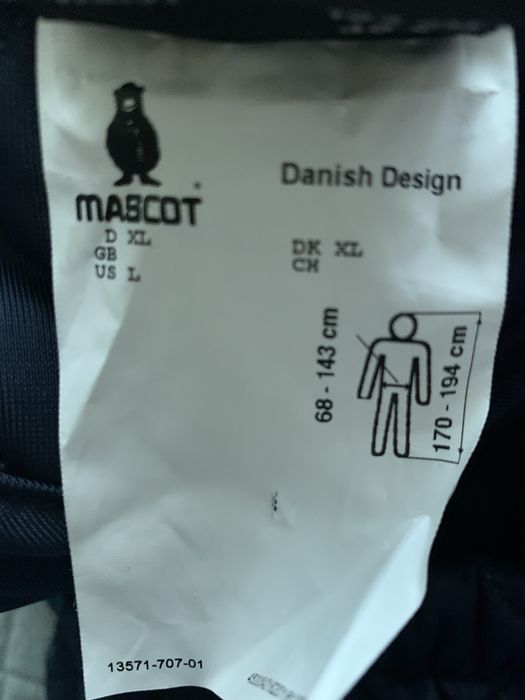 MASCOT
Danish Design
D XL
GB
US L
DK XL
CH
68 - 143 cm
170 - 194 cm
13571-707-01